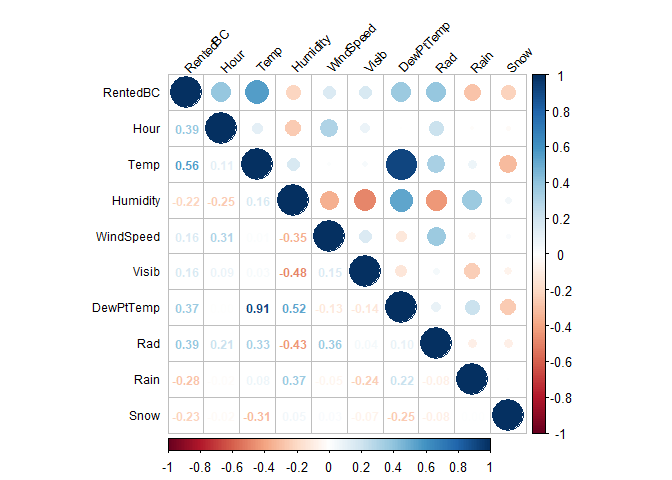 RentedBC Hour Temp Humidity WindSpeed Visib DewPtTemp Rad Rain Snow
RentedBC
Hour 0.39
Temp 0.56 0.11
Humidity -0.22 -0.25 0.16
WindSpeed 0.16 0.31 -0.35
Visib 0.16 0.09 -0.48 0.15
DewPtTemp 0.37 0.91 0.52 -0.13 -0.14
Rad 0.39 0.21 0.33 -0.43 0.36 0.10
Rain -0.28 0.08 0.37 -0.05 -0.24 0.22 -0.08
Snow -0.23 -0.31 0.05 -0.07 -0.25 -0.08
1
0.8
0.6
0.4
0.2
0
-0.2
-0.4
-0.6
-0.8
-1
-1 -0.8 -0.6 -0.4 -0.2 0 0.2 0.4 0.6 0.8 1